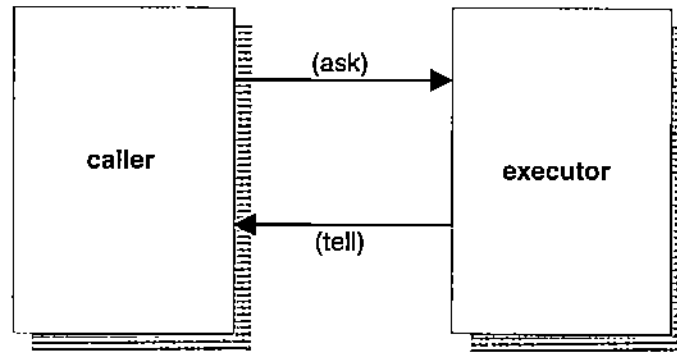 (ask)
caller
executor
(tell)